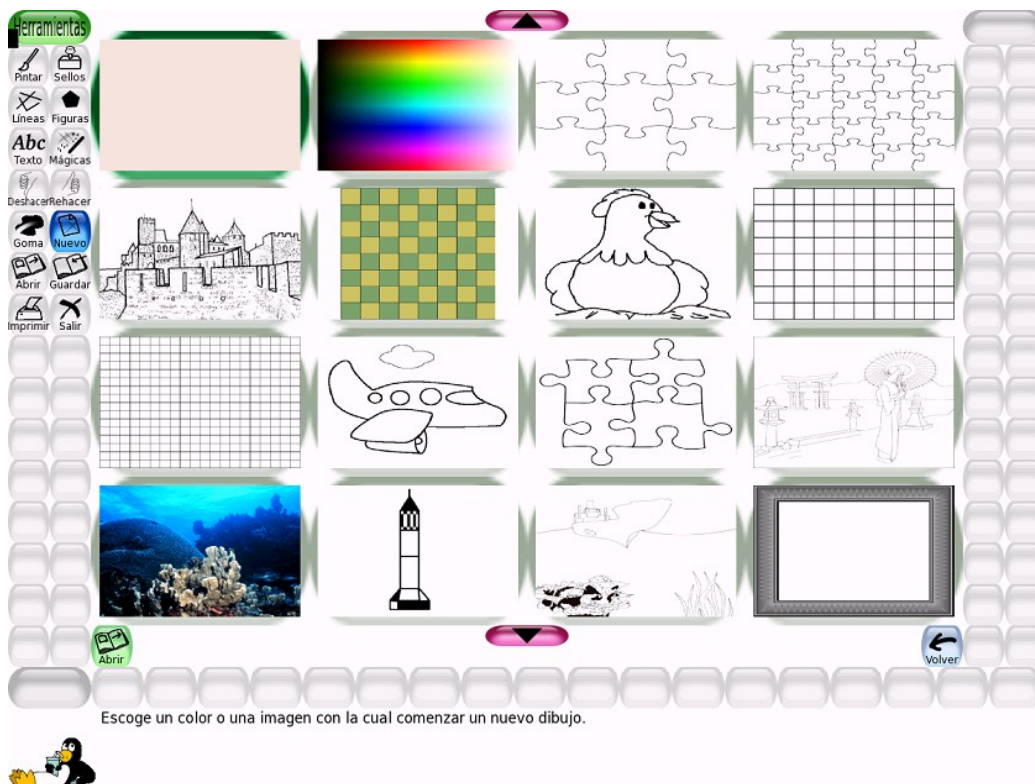 Herramientas
Pintar Sellos
Líneas Figuras
Abc
Texto Mágicas
Deshacer Rehacer
Goma Nuevo
Abrir Guardar
Imprimir Salir
Abrir
Volver
Escoge un color o una imagen con la cual comenzar un nuevo dibujo.